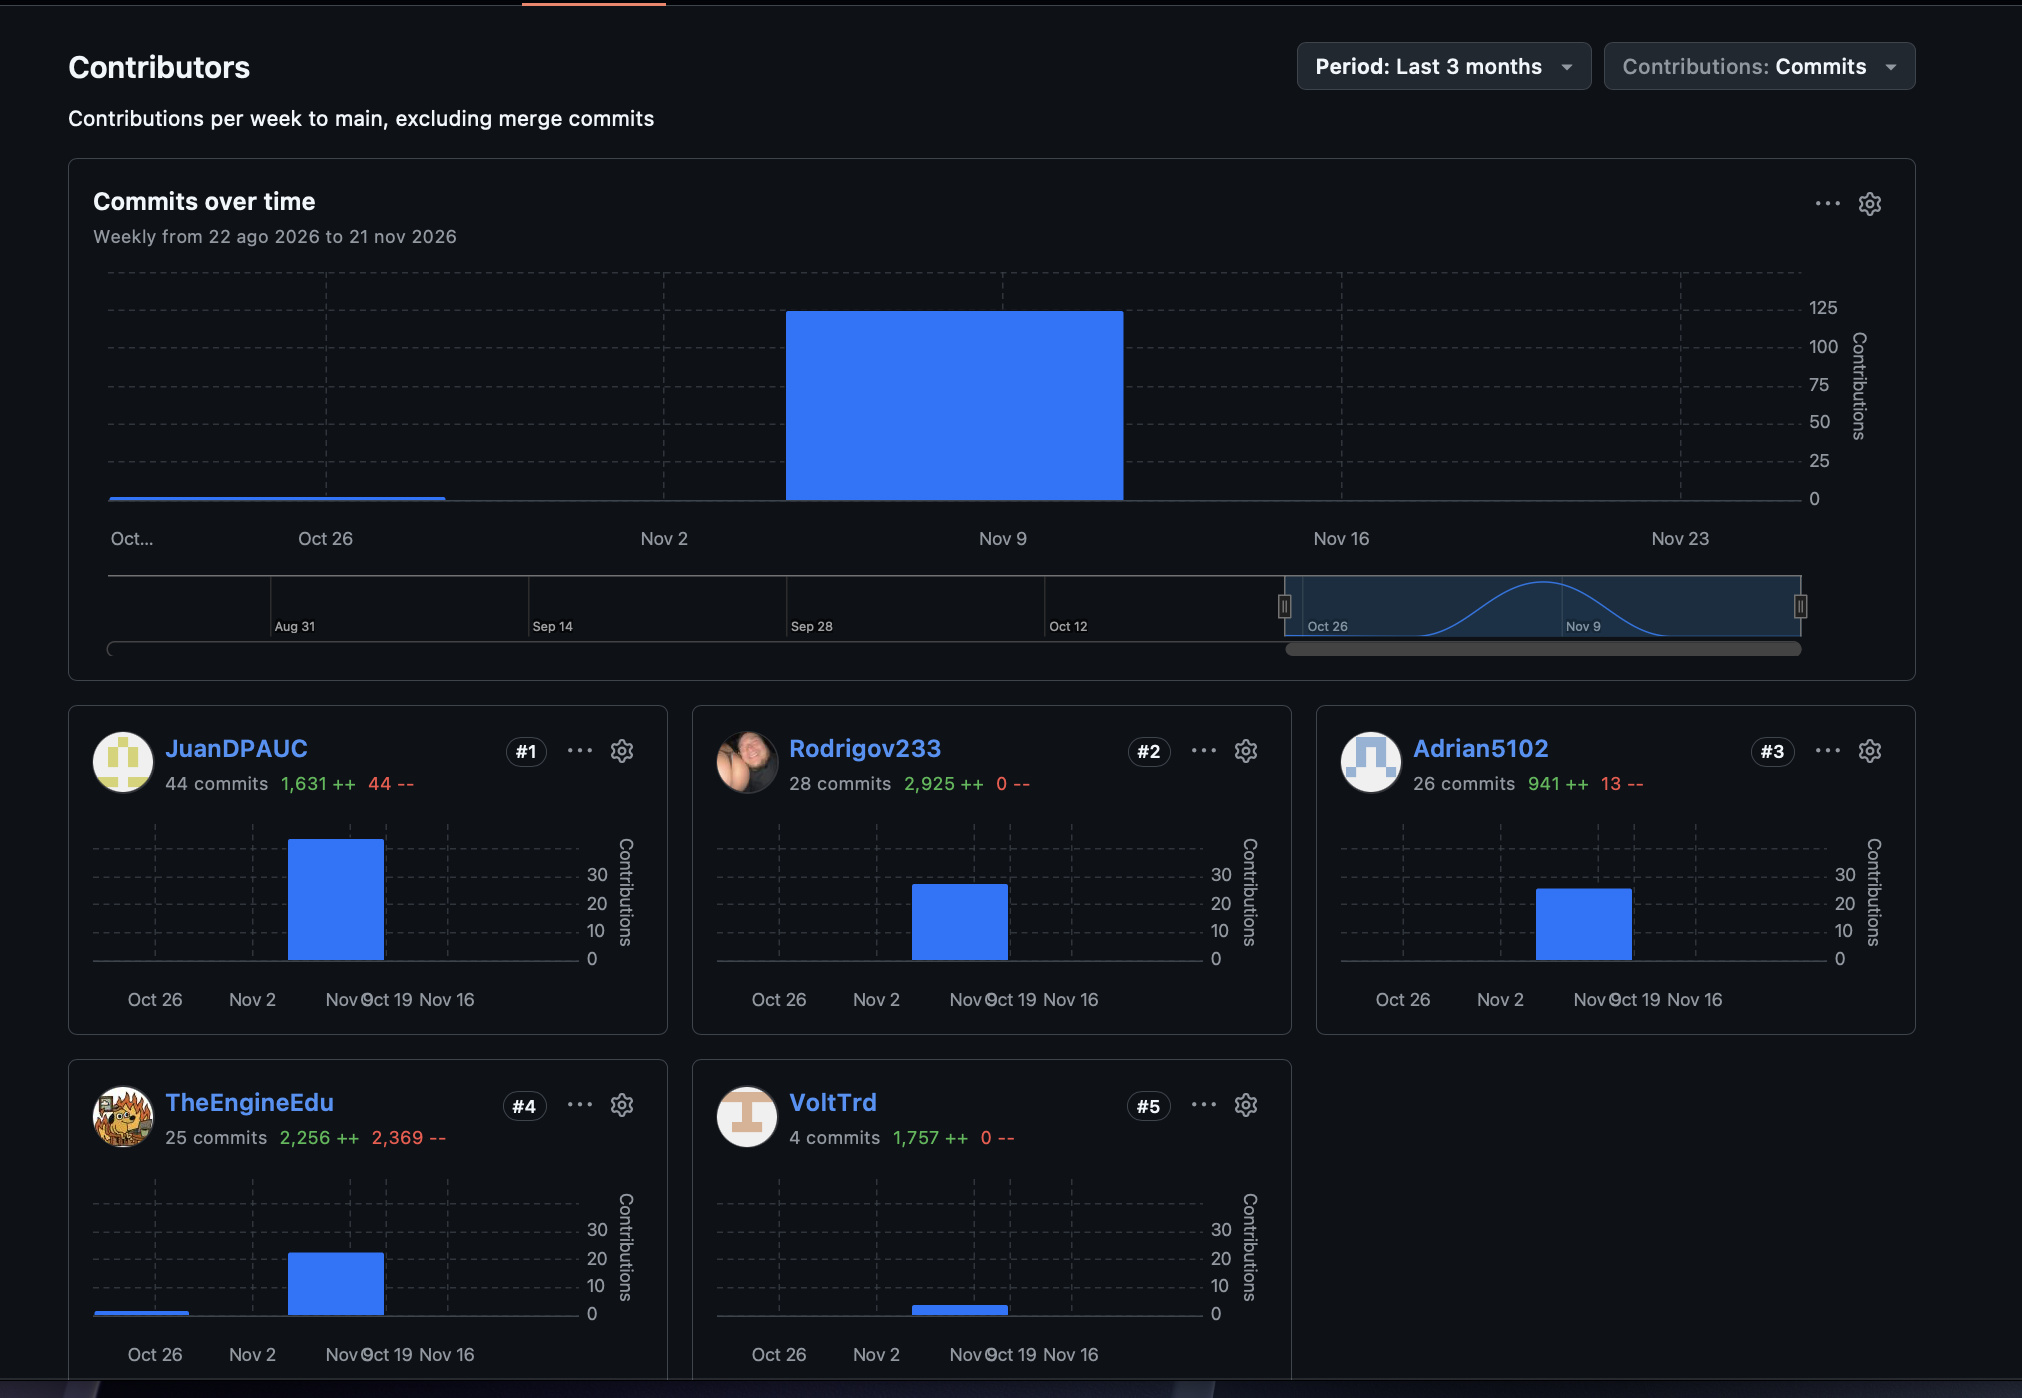 Contributors
Period: Last 3 months
Contributions: Commits
Contributions per week to main, excluding merge commits
Commits over time
Weekly from 22 ago 2026 to 21 nov 2026
125
100
75
50
25
0
Contributions
Oct...
Oct 26
Nov 2
Nov 9
Nov 16
Nov 23
Aug 31
Sep 14
Sep 28
Oct 12
Oct 26
Nov 9
JuanDPAUC
#1
44 commits 1,631 ++ 44 --
30
20
10
0
Contributions
Oct 26 Nov 2 Nov 9 Oct 19 Nov 16
Rodrigov233
#2
28 commits 2,925 ++ 0 --
30
20
10
0
Contributions
Oct 26 Nov 2 Nov 9 Oct 19 Nov 16
Adrian5102
#3
26 commits 941 ++ 13 --
30
20
10
0
Contributions
Oct 26 Nov 2 Nov 9 Oct 19 Nov 16
TheEngineEdu
#4
25 commits 2,256 ++ 2,369 --
30
20
10
0
Contributions
Oct 26 Nov 2 Nov 9 Oct 19 Nov 16
VoltTrd
#5
4 commits 1,757 ++ 0 --
30
20
10
0
Contributions
Oct 26 Nov 2 Nov 9 Oct 19 Nov 16